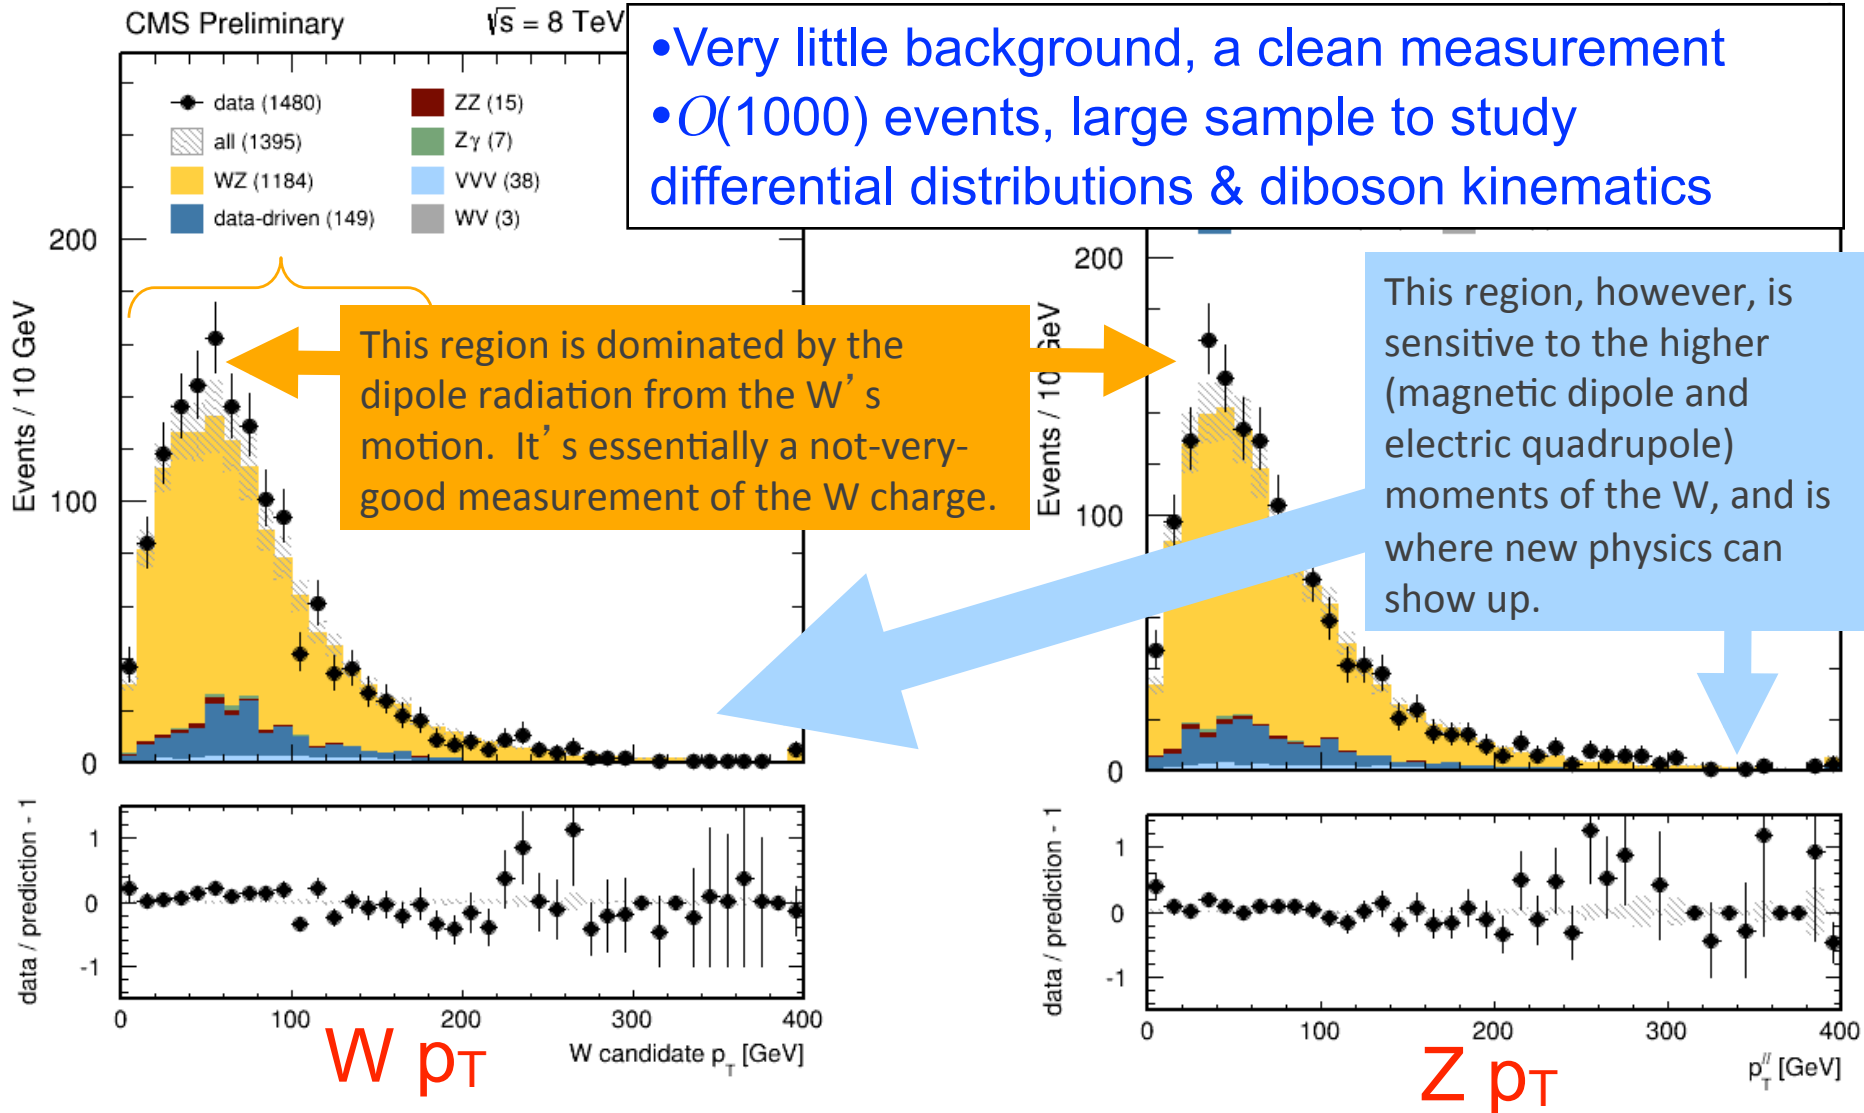 CMS Preliminary
√s = 8 TeV
•Very little background, a clean measurement
•O(1000) events, large sample to study
differential distributions & diboson kinematics
data (1480)
all (1395)
WZ (1184)
data-driven (149)
ZZ (15)
Zγ (7)
VVV (38)
WV (3)
Events / 10 GeV
200
100
0
This region is dominated by the
dipole radiation from the W’s
motion. It’s essentially a not-very-
good measurement of the W charge.
Events / 10 GeV
200
100
0
This region, however, is
sensitive to the higher
(magnetic dipole and
electric quadrupole)
moments of the W, and is
where new physics can
show up.
data / prediction - 1
1
0
-1
0 100 200 300 400
W candidate p_T [GeV]
W pT
data / prediction - 1
1
0
-1
0 100 200 300 400
p_T^{ll} [GeV]
Z pT